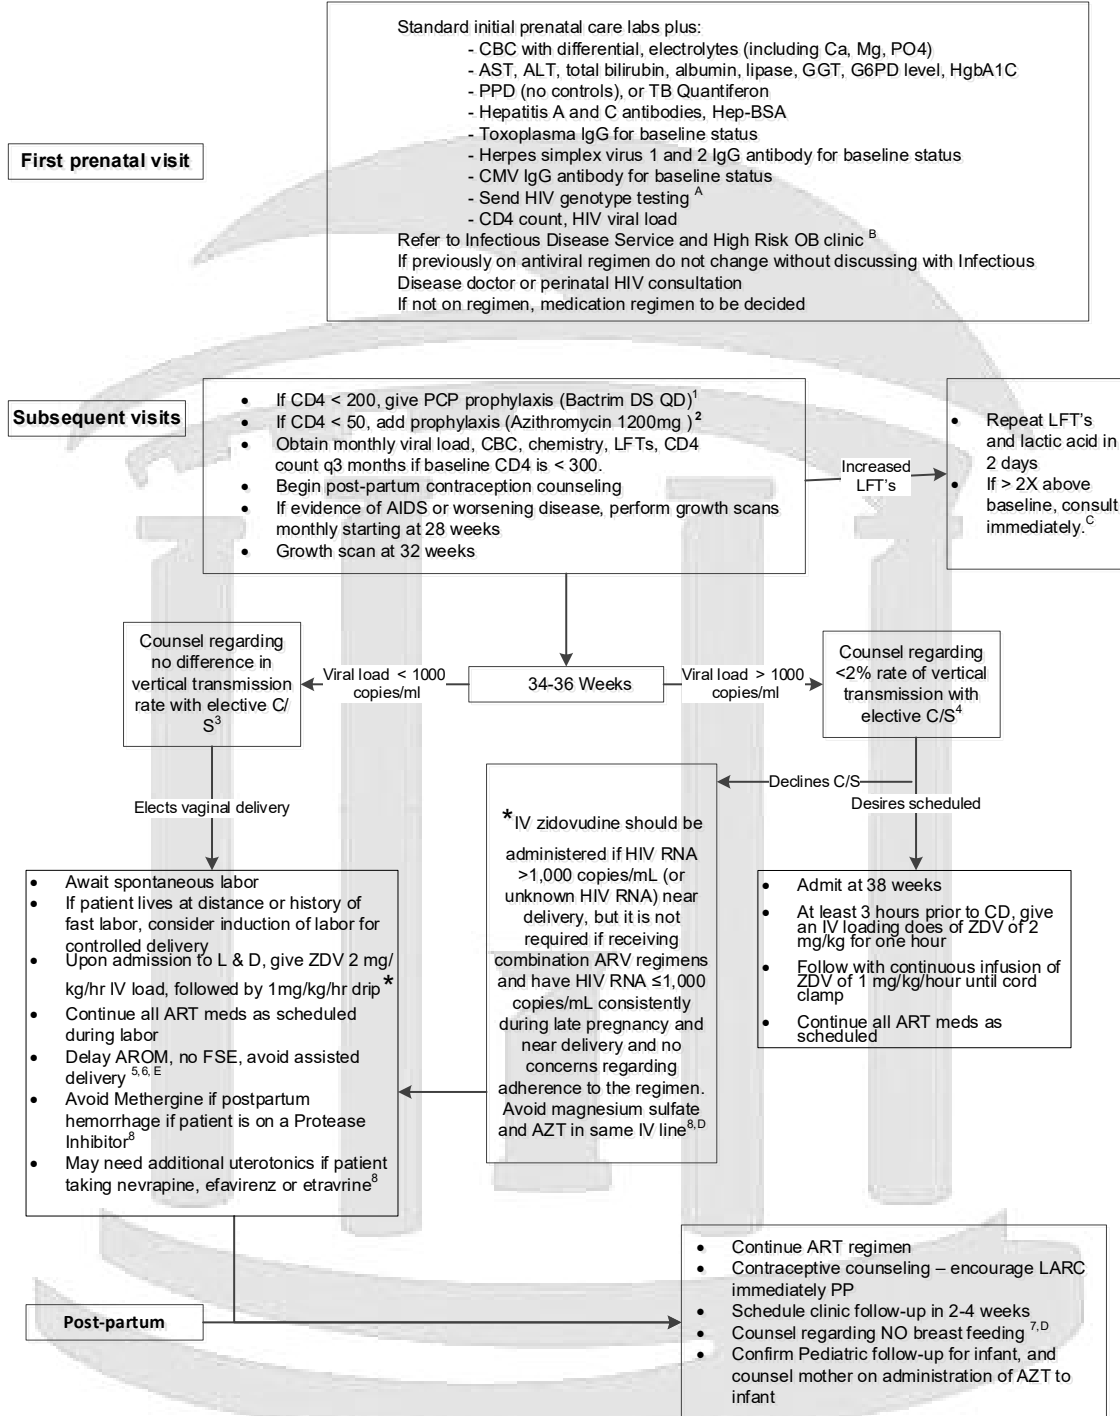 Standard initial prenatal care labs plus:
- CBC with differential, electrolytes (including Ca, Mg, PO4)
- AST, ALT, total bilirubin, albumin, lipase, GGT, G6PD level, HgbA1C
- PPD (no controls), or TB Quantiferon
- Hepatitis A and C antibodies, Hep-BSA
- Toxoplasma IgG for baseline status
- Herpes simplex virus 1 and 2 IgG antibody for baseline status
- CMV IgG antibody for baseline status
- Send HIV genotype testing A
- CD4 count, HIV viral load
Refer to Infectious Disease Service and High Risk OB clinic B
If previously on antiviral regimen do not change without discussing with Infectious
Disease doctor or perinatal HIV consultation
If not on regimen, medication regimen to be decided
First prenatal visit
Subsequent visits
• If CD4 < 200, give PCP prophylaxis (Bactrim DS QD)1
• If CD4 < 50, add prophylaxis (Azithromycin 1200mg )2
• Obtain monthly viral load, CBC, chemistry, LFTs, CD4
count q3 months if baseline CD4 is < 300.
• Begin post-partum contraception counseling
• If evidence of AIDS or worsening disease, perform growth scans
monthly starting at 28 weeks
• Growth scan at 32 weeks
Increased
LFT's
• Repeat LFT's
and lactic acid in
2 days
• If > 2X above
baseline, consult
immediately.C
Counsel regarding
no difference in
vertical transmission
rate with elective C/
S3
Viral load < 1000
copies/ml
34-36 Weeks
Viral load > 1000
copies/ml
Counsel regarding
<2% rate of vertical
transmission with
elective C/S4
Elects vaginal delivery
Declines C/S
Desires scheduled
• Await spontaneous labor
• If patient lives at distance or history of
fast labor, consider induction of labor for
controlled delivery
• Upon admission to L & D, give ZDV 2 mg/
kg/hr IV load, followed by 1mg/kg/hr drip*
• Continue all ART meds as scheduled
during labor
• Delay AROM, no FSE, avoid assisted
delivery 5,6, E
• Avoid Methergine if postpartum
hemorrhage if patient is on a Protease
Inhibitor8
• May need additional uterotonics if patient
taking nevrapine, efavirenz or etravrine8
*IV zidovudine should be
administered if HIV RNA
>1,000 copies/mL (or
unknown HIV RNA) near
delivery, but it is not
required if receiving
combination ARV regimens
and have HIV RNA ≤1,000
copies/mL consistently
during late pregnancy and
near delivery and no
concerns regarding
adherence to the regimen.
Avoid magnesium sulfate
and AZT in same IV line8,D
• Admit at 38 weeks
• At least 3 hours prior to CD, give
an IV loading does of ZDV of 2
mg/kg for one hour
• Follow with continuous infusion of
ZDV of 1 mg/kg/hour until cord
clamp
• Continue all ART meds as
scheduled
Post-partum
• Continue ART regimen
• Contraceptive counseling – encourage LARC
immediately PP
• Schedule clinic follow-up in 2-4 weeks
• Counsel regarding NO breast feeding 7,D
• Confirm Pediatric follow-up for infant, and
counsel mother on administration of AZT to
infant